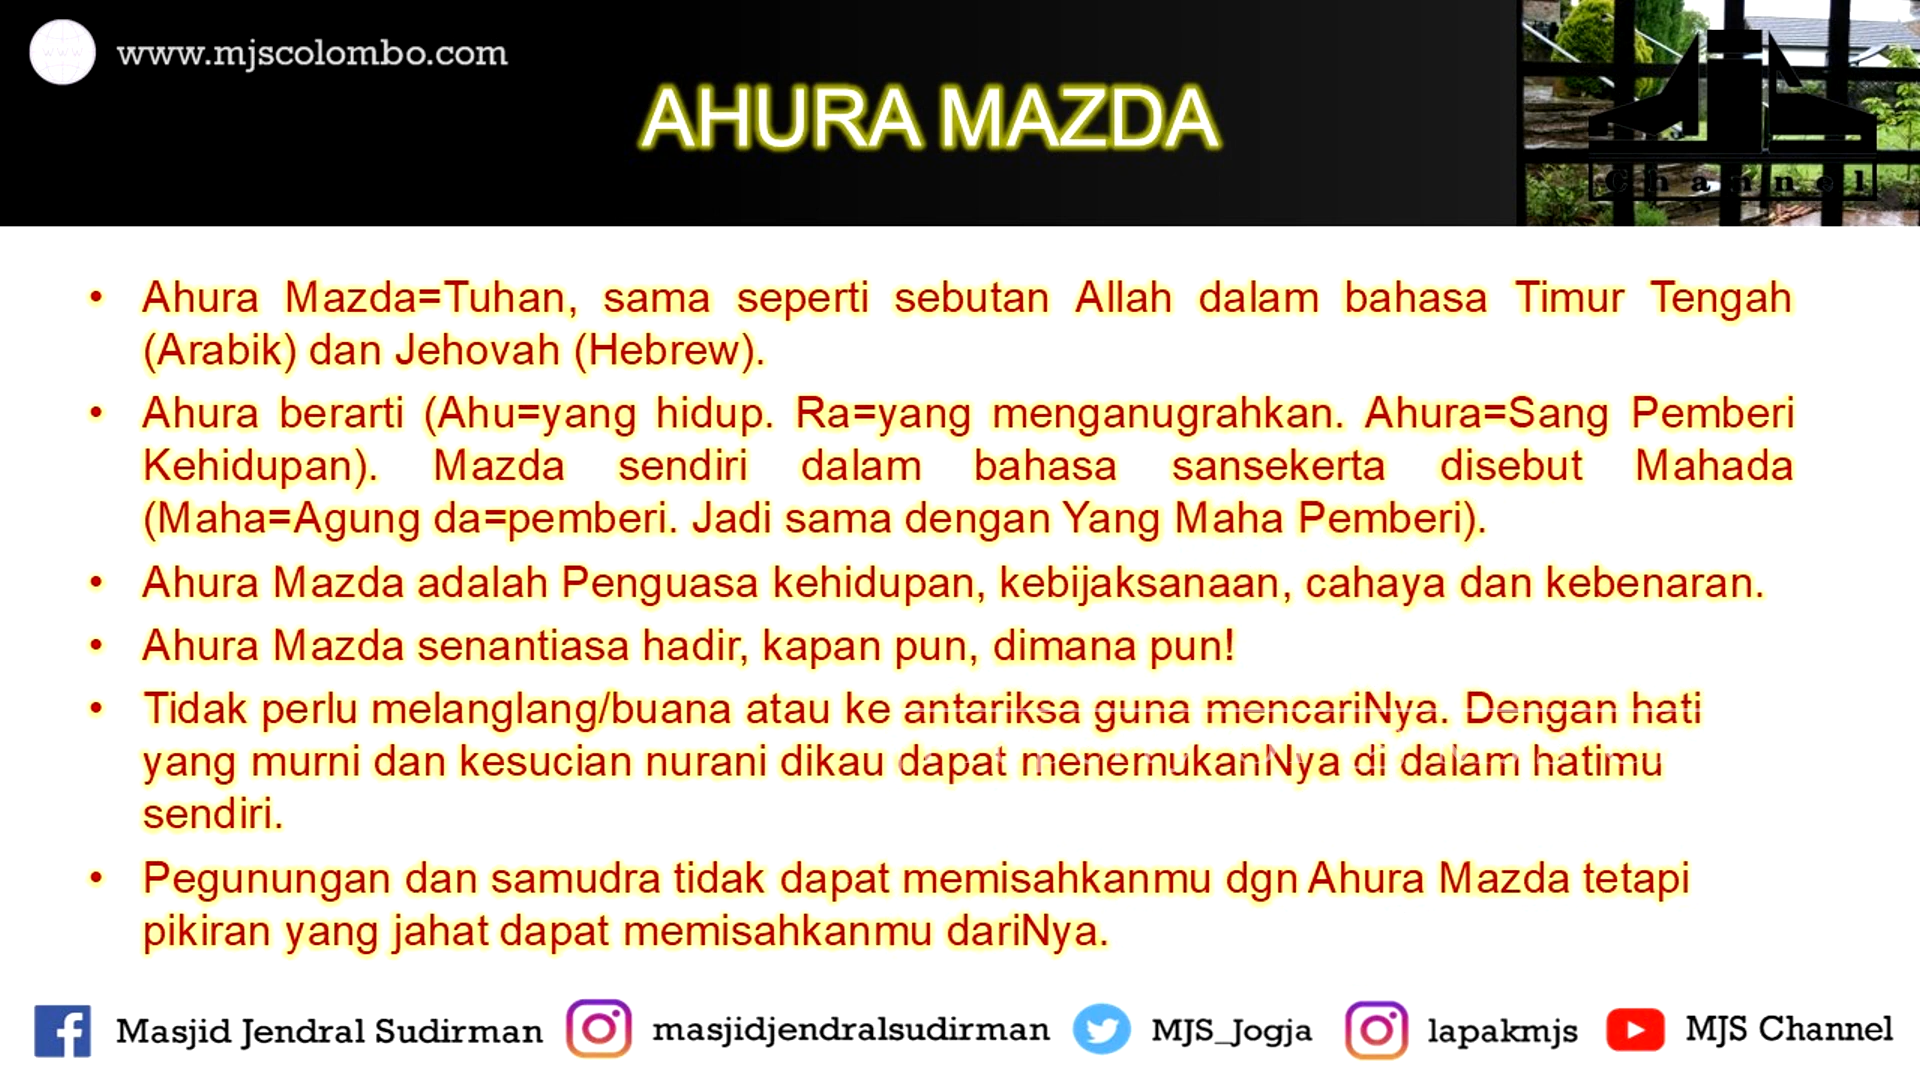 www.mjscolombo.com
AHURA MAZDA
Channel
• Ahura Mazda=Tuhan, sama seperti sebutan Allah dalam bahasa Timur Tengah
(Arabik) dan Jehovah (Hebrew).
• Ahura berarti (Ahu=yang hidup. Ra=yang menganugrahkan. Ahura=Sang Pemberi
Kehidupan). Mazda sendiri dalam bahasa sansekerta disebut Mahada
(Maha=Agung da=pemberi. Jadi sama dengan Yang Maha Pemberi).
• Ahura Mazda adalah Penguasa kehidupan, kebijaksanaan, cahaya dan kebenaran.
• Ahura Mazda senantiasa hadir, kapan pun, dimana pun!
• Tidak perlu melanglang/buana atau ke antariksa guna mencariNya. Dengan hati
yang murni dan kesucian nurani dikau dapat menemukanNya di dalam hatimu
sendiri.
• Pegunungan dan samudra tidak dapat memisahkanmu dgn Ahura Mazda tetapi
pikiran yang jahat dapat memisahkanmu dariNya.
Masjid Jendral Sudirman masjidjendralsudirman MJS_Jogja lapakmjs MJS Channel